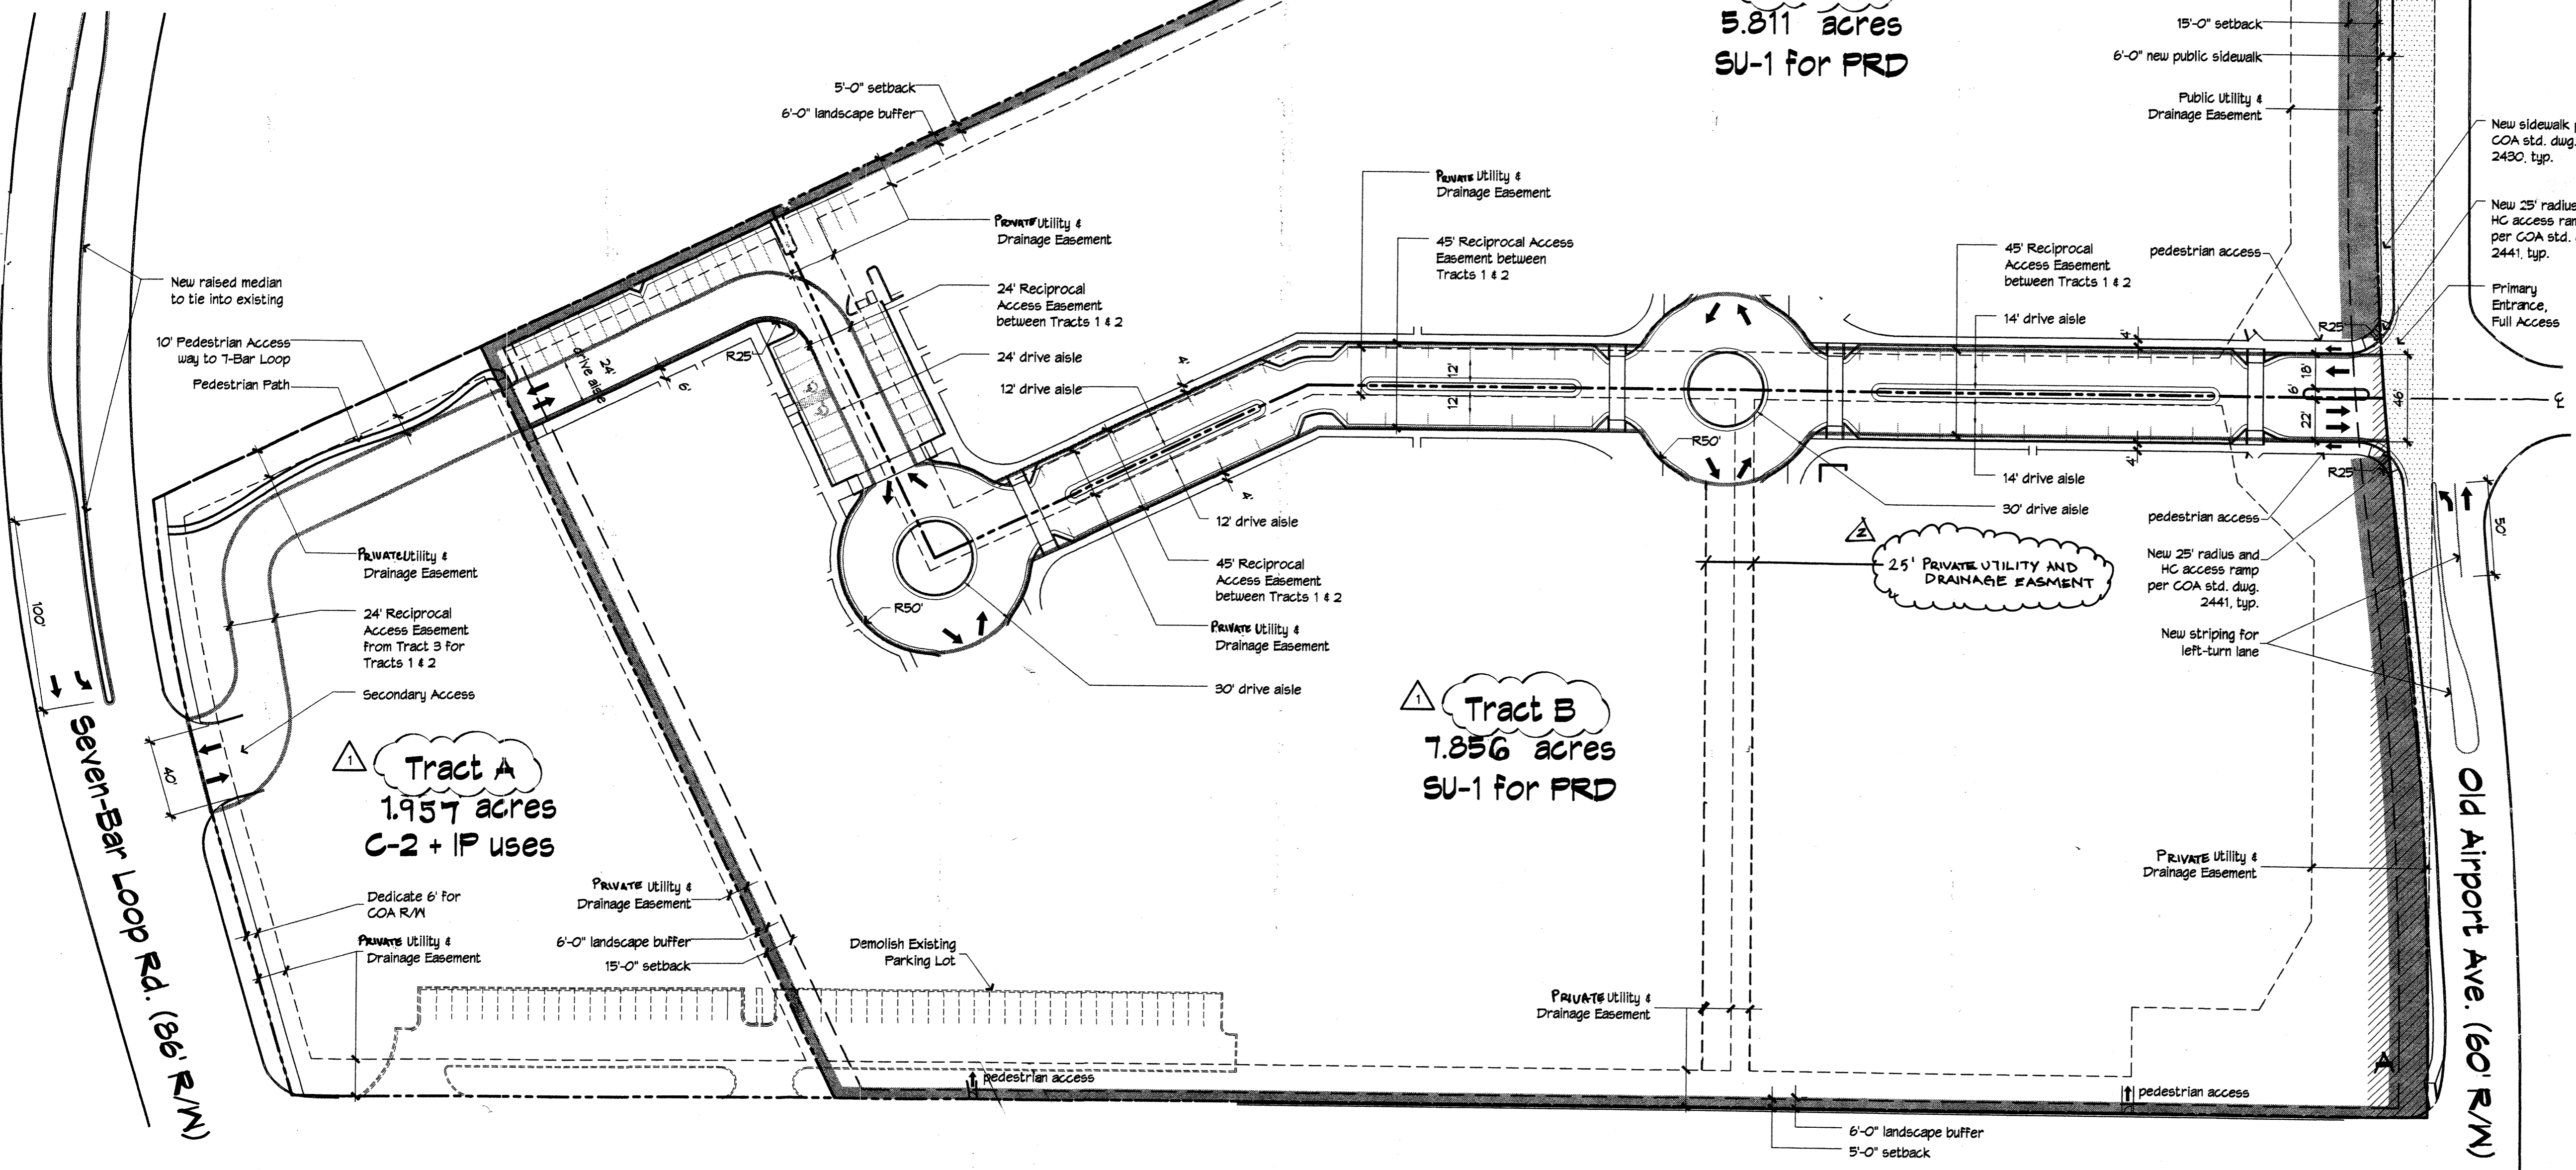 5.811 acres
SU-1 for PRD
15'-0" setback
6'-0" new public sidewalk
Public Utility &
Drainage Easement
New sidewalk
COA std. dwg.
2430, typ.
New 25' radius
HC access
per COA std.
2441, typ.
Primary
Entrance,
Full Access
5'-0" setback
6'-0" landscape buffer
PRIVATE Utility &
Drainage Easement
24' Reciprocal
Access Easement
between Tracts 1 & 2
24' drive aisle
12' drive aisle
PRIVATE Utility &
Drainage Easement
45' Reciprocal Access
Easement between
Tracts 1 & 2
45' Reciprocal
Access Easement
between Tracts 1 & 2
14' drive aisle
pedestrian access
R25'
4'
18'
6'
22'
46'
℄
New raised median
to tie into existing
10' Pedestrian Access
way to 7-Bar Loop
Pedestrian Path
24'
drive aisle
6'
R25'
4'
4'
12'
12'
R50'
4'
R25'
14' drive aisle
30' drive aisle
pedestrian access
New 25' radius and
HC access ramp
per COA std. dwg.
2441, typ.
New striping for
left-turn lane
50'
2
25' PRIVATE UTILITY AND
DRAINAGE EASMENT
12' drive aisle
45' Reciprocal
Access Easement
between Tracts 1 & 2
PRIVATE Utility &
Drainage Easement
30' drive aisle
R50'
PRIVATE Utility &
Drainage Easement
24' Reciprocal
Access Easement
from Tract 3 for
Tracts 1 & 2
Secondary Access
100'
40'
1
Tract A
1.957 acres
C-2 + IP uses
1
Tract B
7.856 acres
SU-1 for PRD
Seven-Bar Loop Rd. (86' R/W)
Old Airport Ave. (60' R/W)
Dedicate 6' for
COA R/W
PRIVATE Utility &
Drainage Easement
PRIVATE Utility &
Drainage Easement
6'-0" landscape buffer
15'-0" setback
Demolish Existing
Parking Lot
PRIVATE Utility &
Drainage Easement
PRIVATE Utility &
Drainage Easement
pedestrian access
pedestrian access
6'-0" landscape buffer
5'-0" setback